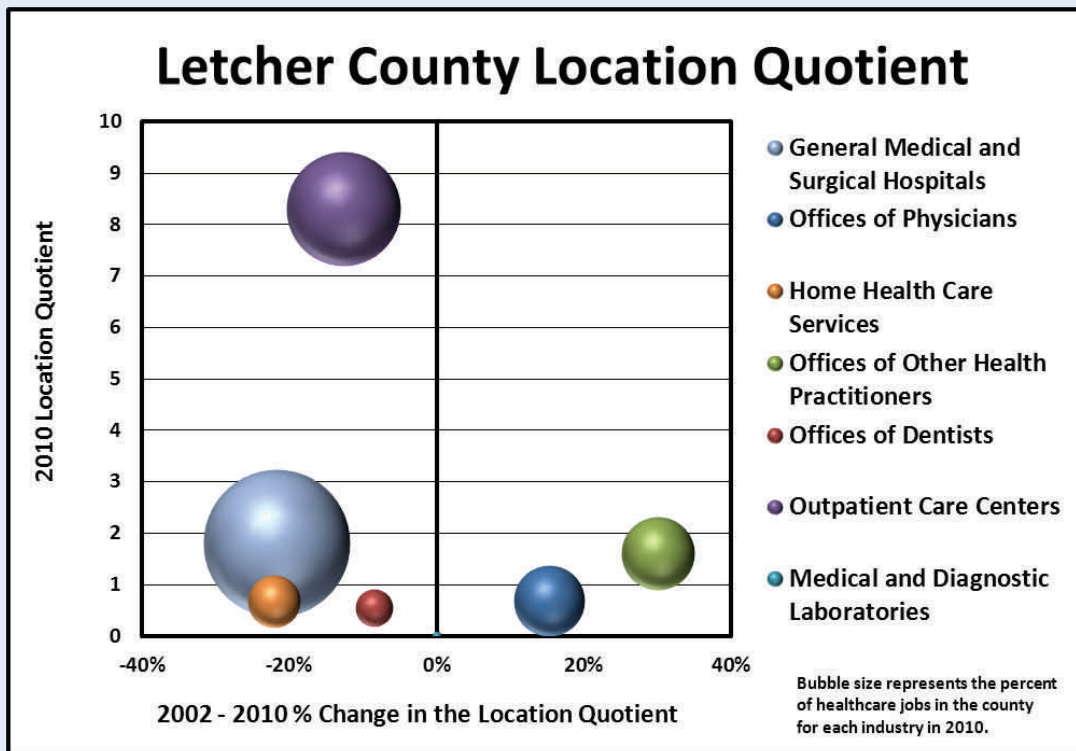 Letcher County Location Quotient
2010 Location Quotient
10
9
8
7
6
5
4
3
2
1
0
-40%
-20%
0%
20%
40%
2002 - 2010 % Change in the Location Quotient
General Medical and
Surgical Hospitals
Offices of Physicians
Home Health Care
Services
Offices of Other Health
Practitioners
Offices of Dentists
Outpatient Care Centers
Medical and Diagnostic
Laboratories
Bubble size represents the percent
of healthcare jobs in the county
for each industry in 2010.